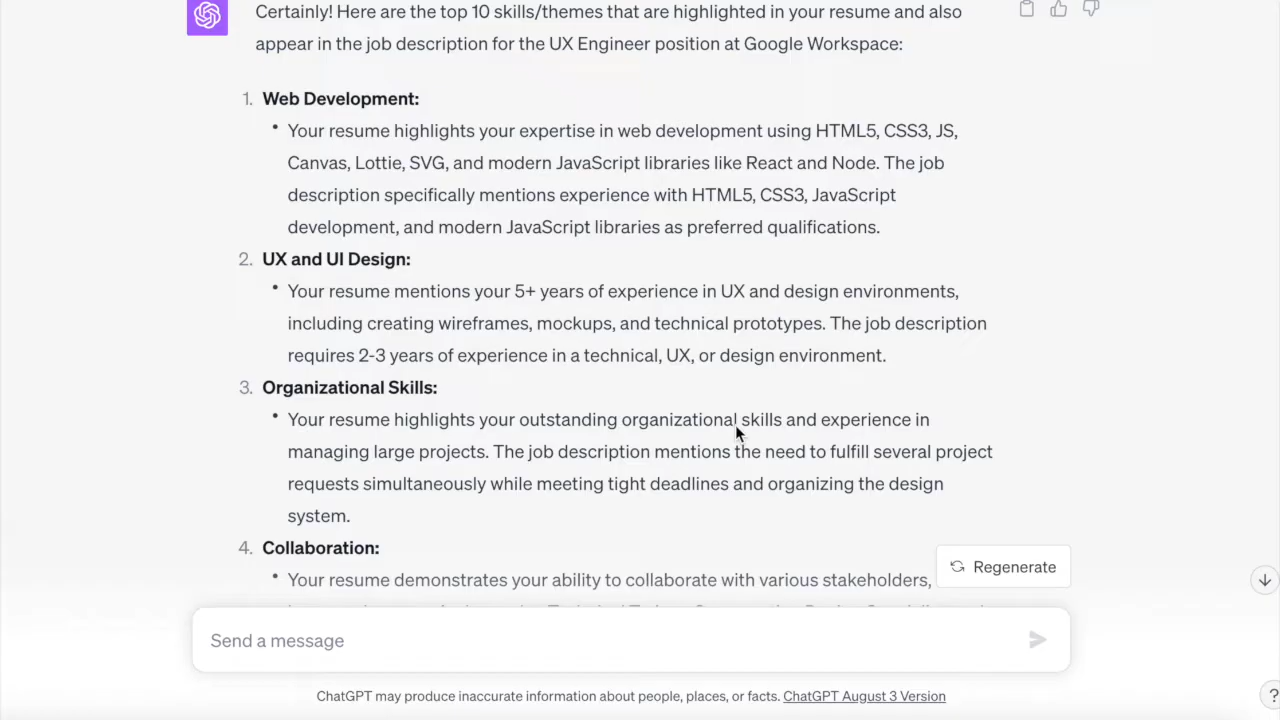 Certainly! Here are the top 10 skills/themes that are highlighted in your resume and also
appear in the job description for the UX Engineer position at Google Workspace:
1. Web Development:
• Your resume highlights your expertise in web development using HTML5, CSS3, JS,
Canvas, Lottie, SVG, and modern JavaScript libraries like React and Node. The job
description specifically mentions experience with HTML5, CSS3, JavaScript
development, and modern JavaScript libraries as preferred qualifications.
2. UX and UI Design:
• Your resume mentions your 5+ years of experience in UX and design environments,
including creating wireframes, mockups, and technical prototypes. The job description
requires 2-3 years of experience in a technical, UX, or design environment.
3. Organizational Skills:
• Your resume highlights your outstanding organizational skills and experience in
managing large projects. The job description mentions the need to fulfill several project
requests simultaneously while meeting tight deadlines and organizing the design
system.
4. Collaboration:
• Your resume demonstrates your ability to collaborate with various stakeholders,
Regenerate
Send a message
ChatGPT may produce inaccurate information about people, places, or facts. ChatGPT August 3 Version
?